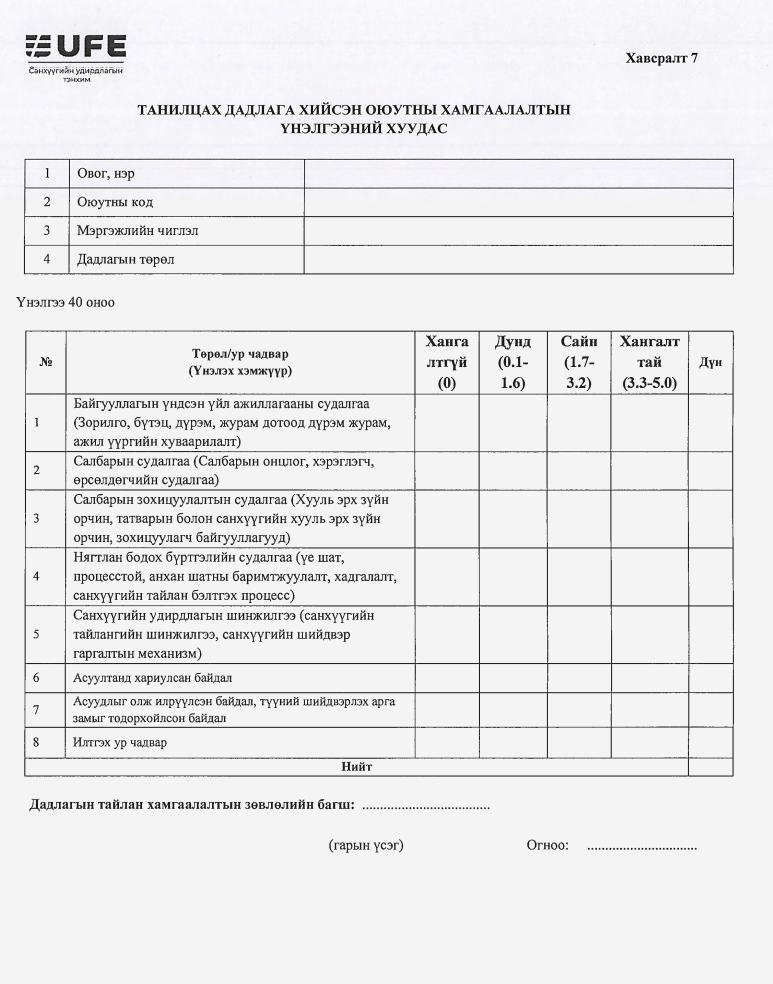 UFE
Санхүүгийн удирдлагын
тэнхим
Хавсралт 7
ТАНИЛЦАХ ДАДЛАГА ХИЙСЭН ОЮУТНЫ ХАМГААЛАЛТЫН
ҮНЭЛГЭЭНИЙ ХУУДАС
1 Овог, нэр
2 Оюутны код
3 Мэргэжлийн чиглэл
4 Дадлагын төрөл
Үнэлгээ 40 оноо
№ Төрөл/ур чадвар (Үнэлэх хэмжүүр) Ханга лтгүй (0) Дунд (0.1-1.6) Сайн (1.7-3.2) Хангалт тай (3.3-5.0) Дүн
1 Байгууллагын үндсэн үйл ажиллагааны судалгаа
(Зорилго, бүтэц, дүрэм, журам дотоод дүрэм журам,
ажил үүргийн хуваарилалт)
2 Салбарын судалгаа (Салбарын онцлог, хэрэглэгч,
өрсөлдөгчийн судалгаа)
3 Салбарын зохицуулалтын судалгаа (Хууль эрх зүйн
орчин, татварын болон санхүүгийн хууль эрх зүйн
орчин, зохицуулагч байгууллагууд)
4 Нягтлан бодох бүртгэлийн судалгаа (үе шат,
процесстой, анхан шатны баримтжуулалт, хадгалалт,
санхүүгийн тайлан бэлтгэх процесс)
5 Санхүүгийн удирдлагын шинжилгээ (санхүүгийн
тайлангийн шинжилгээ, санхүүгийн шийдвэр
гаргалтын механизм)
6 Асуултанд хариулсан байдал
7 Асуудлыг олж илрүүлсэн байдал, түүний шийдвэрлэх арга
замыг тодорхойлсон байдал
8 Илтгэх ур чадвар
Нийт
Дадлагын тайлан хамгаалалтын зөвлөлийн багш: ....................................
(гарын үсэг) Огноо: ...............................